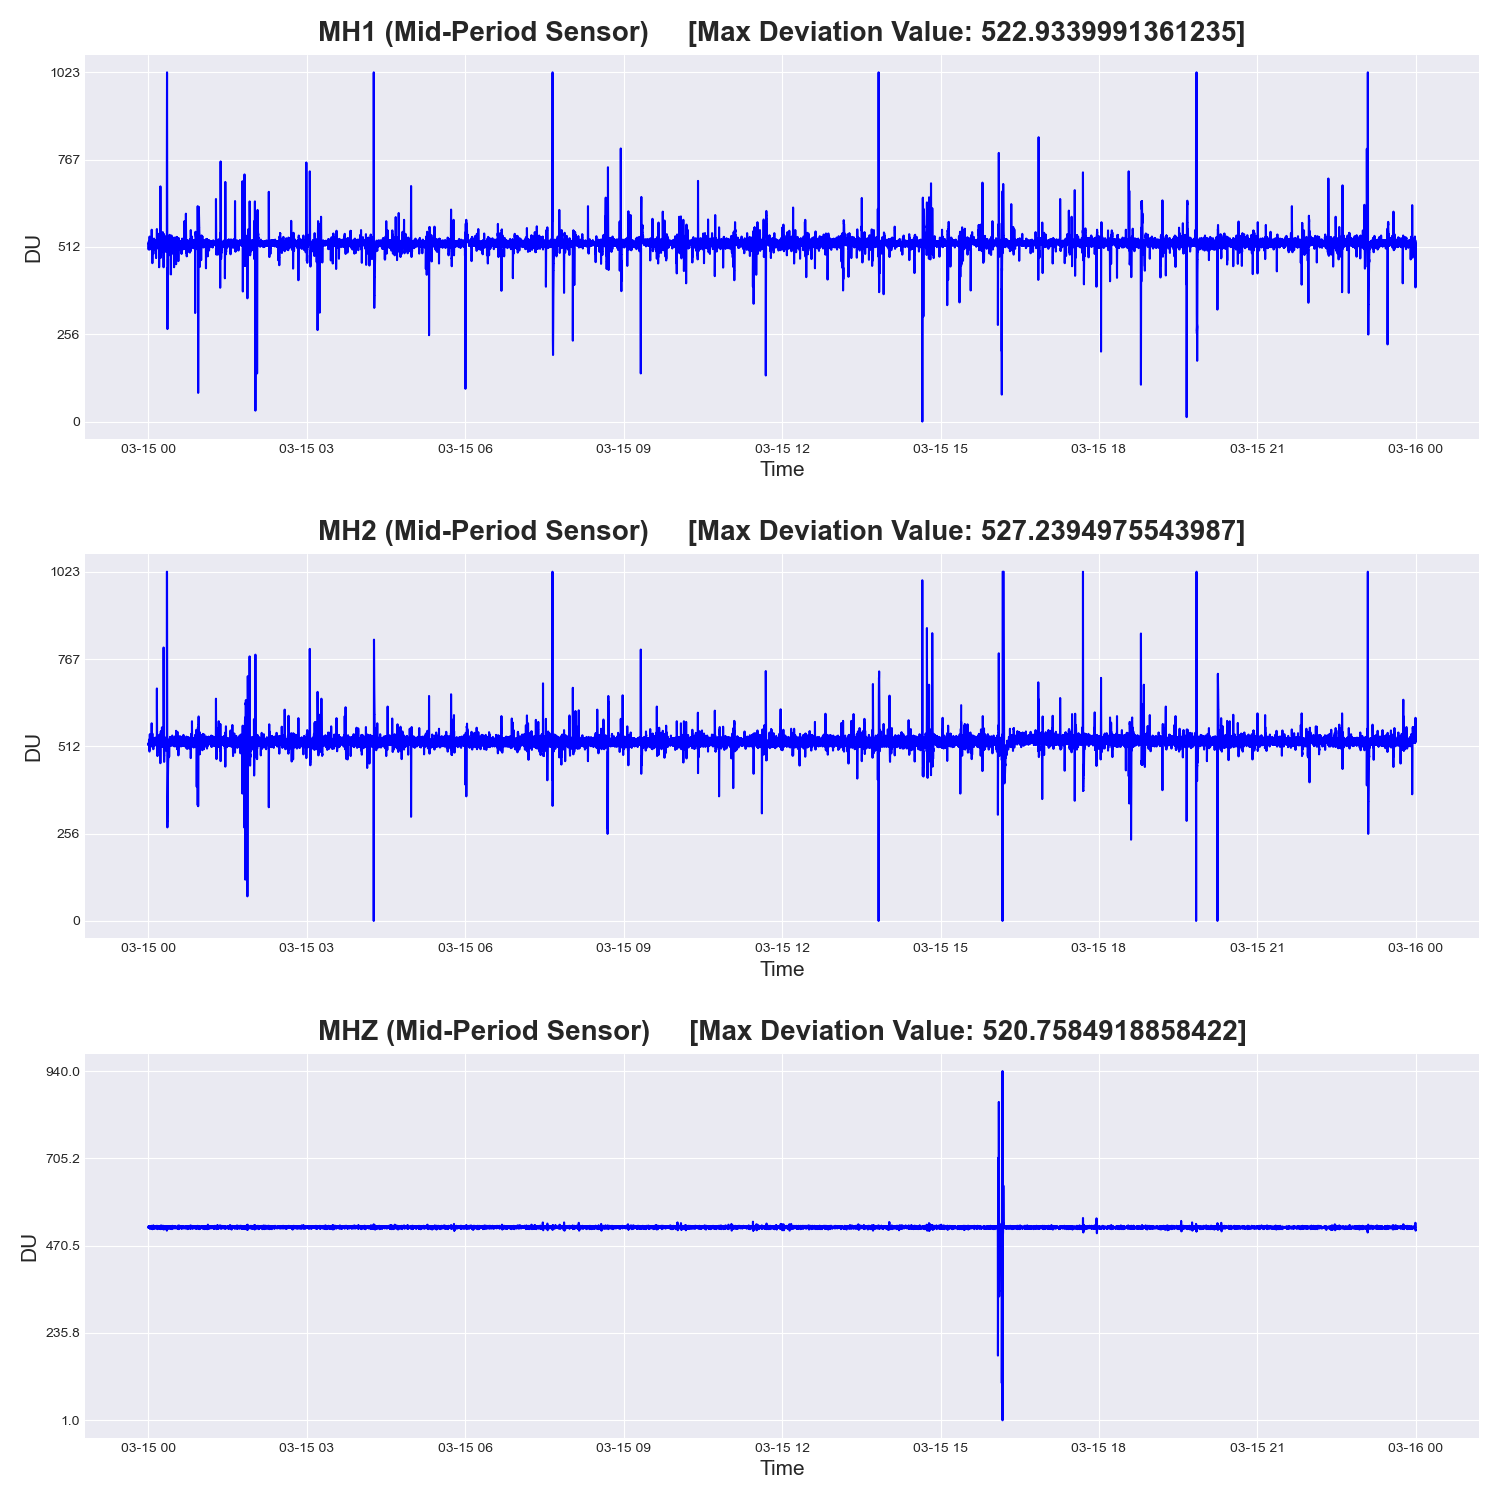 MH1 (Mid-Period Sensor) [Max Deviation Value: 522.9339991361235]
1023
767
512
256
0
DU
03-15 00 03-15 03 03-15 06 03-15 09 03-15 12 03-15 15 03-15 18 03-15 21 03-16 00
Time
MH2 (Mid-Period Sensor) [Max Deviation Value: 527.2394975543987]
1023
767
512
256
0
DU
03-15 00 03-15 03 03-15 06 03-15 09 03-15 12 03-15 15 03-15 18 03-15 21 03-16 00
Time
MHZ (Mid-Period Sensor) [Max Deviation Value: 520.7584918858422]
940.0
705.2
470.5
235.8
1.0
DU
03-15 00 03-15 03 03-15 06 03-15 09 03-15 12 03-15 15 03-15 18 03-15 21 03-16 00
Time